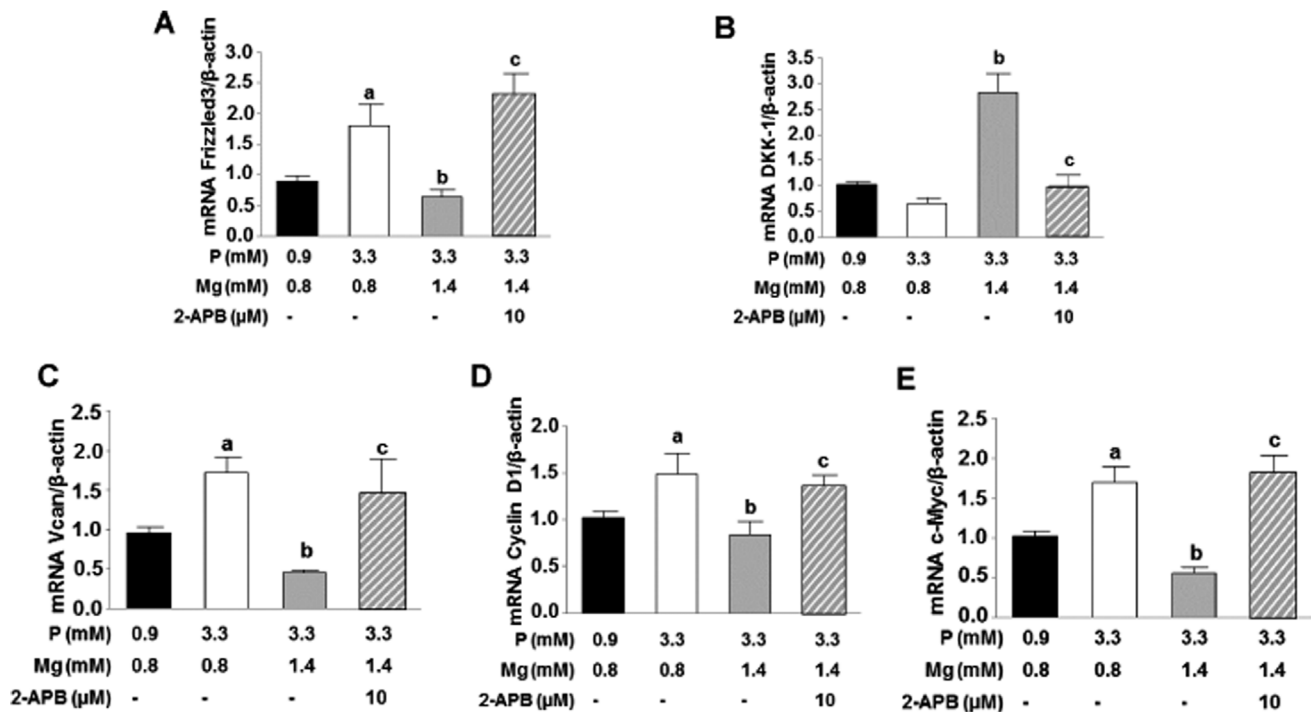 A
mRNA Frizzled3/β-actin
3.0
2.5
2.0
1.5
1.0
0.5
0.0
a
b
c
P (mM) 0.9 3.3 3.3 3.3
Mg (mM) 0.8 0.8 1.4 1.4
2-APB (μM) - - - 10
B
mRNA DKK-1/β-actin
3.5
3.0
2.5
2.0
1.5
1.0
0.5
0.0
b
c
P (mM) 0.9 3.3 3.3 3.3
Mg (mM) 0.8 0.8 1.4 1.4
2-APB (μM) - - - 10
C
mRNA Vcan/β-actin
2.5
2.0
1.5
1.0
0.5
0.0
a
b
c
P (mM) 0.9 3.3 3.3 3.3
Mg (mM) 0.8 0.8 1.4 1.4
2-APB (μM) - - - 10
D
mRNA Cyclin D1/β-actin
2.0
1.5
1.0
0.5
0.0
a
b
c
P (mM) 0.9 3.3 3.3 3.3
Mg (mM) 0.8 0.8 1.4 1.4
2-APB (μM) - - - 10
E
mRNA c-Myc/β-actin
2.5
2.0
1.5
1.0
0.5
0.0
a
b
c
P (mM) 0.9 3.3 3.3 3.3
Mg (mM) 0.8 0.8 1.4 1.4
2-APB (μM) - - - 10